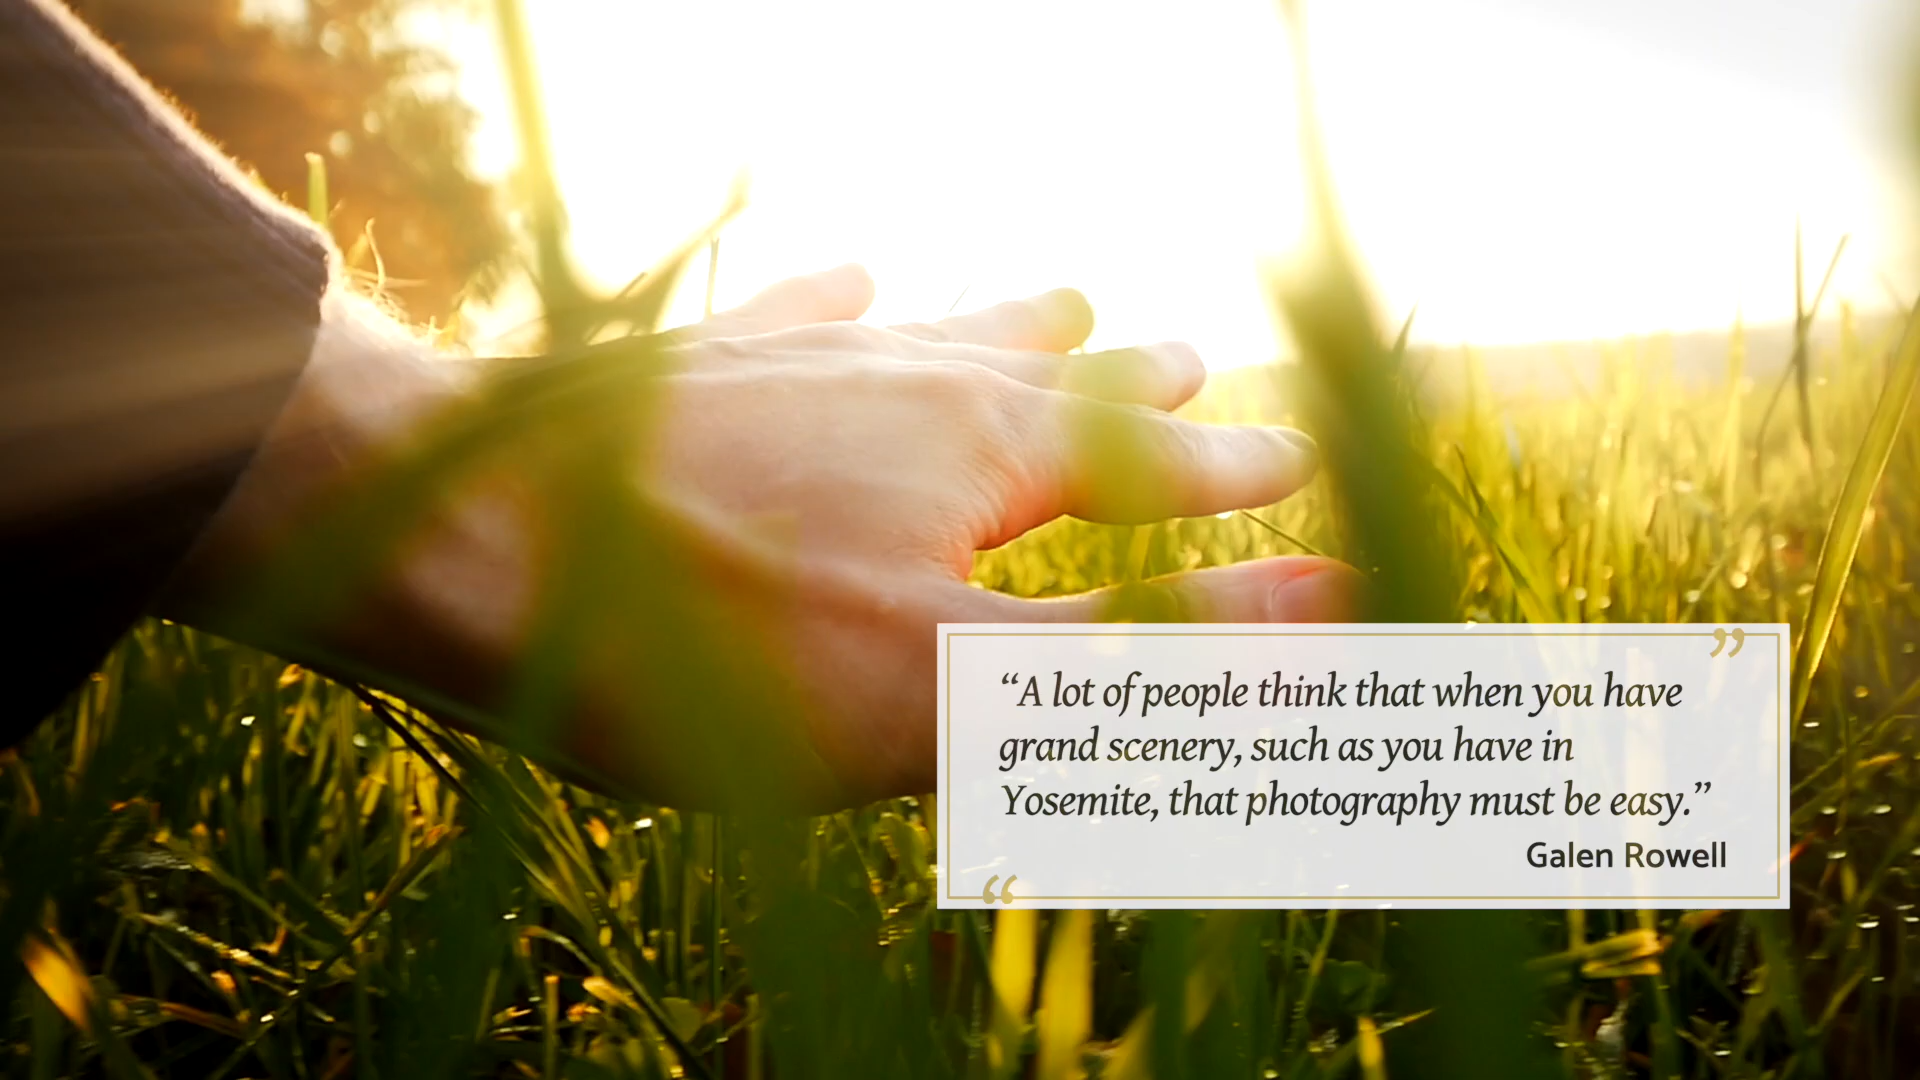 “A lot of people think that when you have
grand scenery, such as you have in
Yosemite, that photography must be easy.”
Galen Rowell